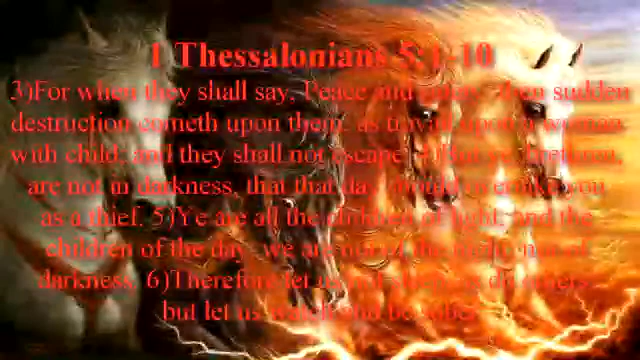 1 Thessalonians 5:1-10
3)For when they shall say, Peace and then sudden
destruction cometh upon them, as travail upon a woman
with child; and they shall not escape. But ye, brethren,
are not in darkness, that that day should overtake you
as a thief. 5)Ye are all the children of light, and the
children of the day: we are not of the night, nor of
darkness. 6)Therefore let us not sleep, as do others;
but let us watch and be sober.